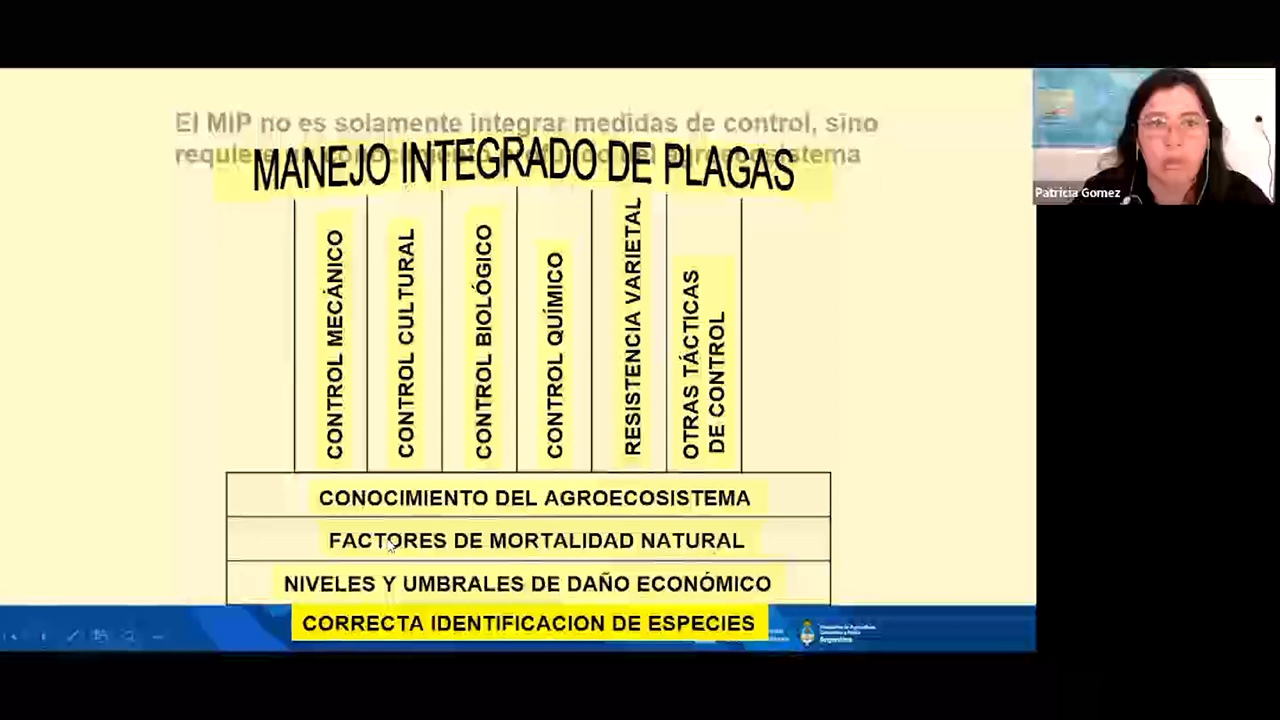 El MIP no es solamente integrar medidas de control, sino
MANEJO INTEGRADO DE PLAGAS
CONTROL MECÁNICO
CONTROL CULTURAL
CONTROL BIOLÓGICO
CONTROL QUÍMICO
RESISTENCIA VARIETAL
OTRAS TÁCTICAS
DE CONTROL
CONOCIMIENTO DEL AGROECOSISTEMA
FACTORES DE MORTALIDAD NATURAL
NIVELES Y UMBRALES DE DAÑO ECONÓMICO
CORRECTA IDENTIFICACION DE ESPECIES
Argentina
Patricia Gomez